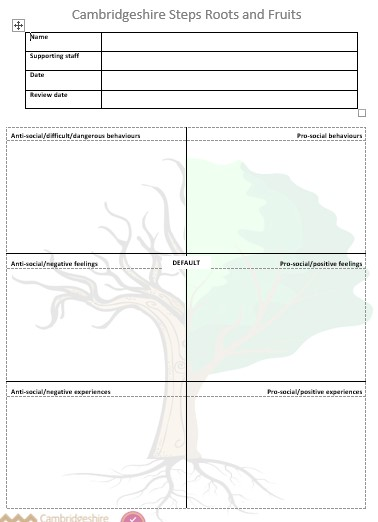 Cambridgeshire Steps Roots and Fruits
Name
Supporting staff
Date
Review date
Anti-social/difficult/dangerous behaviours
Pro-social behaviours
Anti-social/negative feelings
DEFAULT
Pro-social/positive feelings
Anti-social/negative experiences
Pro-social/positive experiences
Cambridgeshire